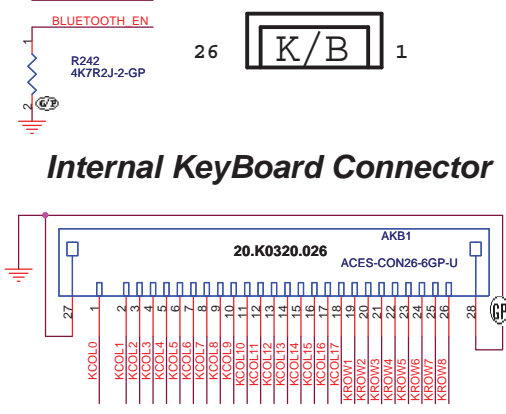 BLUETOOTH_EN
1
R242
4K7R2J-2-GP
2
G/P
26
K/B
1
Internal KeyBoard Connector
AKB1
20.K0320.026
ACES-CON26-6GP-U
27
1
2
3
4
5
6
7
8
9
10
11
12
13
14
15
16
17
18
19
20
21
22
23
24
25
26
28
GP
KCOL0
KCOL1
KCOL2
KCOL3
KCOL4
KCOL5
KCOL6
KCOL7
KCOL8
KCOL9
KCOL10
KCOL11
KCOL12
KCOL13
KCOL14
KCOL15
KCOL16
KCOL17
KROW1
KROW2
KROW3
KROW4
KROW5
KROW6
KROW7
KROW8